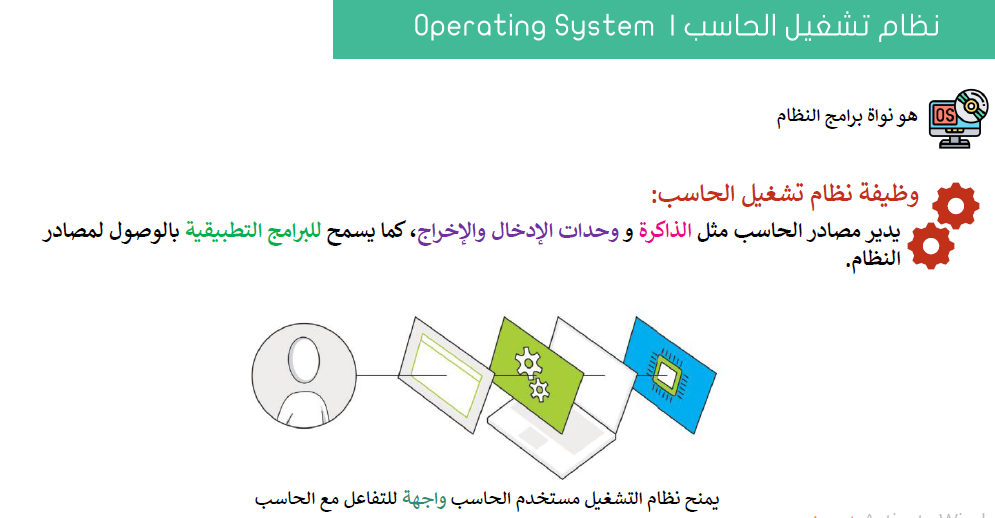 نظام تشغيل الحاسب | Operating System
OS
هو نواة برامج النظام
وظيفة نظام تشغيل الحاسب:
يدير مصادر الحاسب مثل الذاكرة و وحدات الإدخال والإخراج، كما يسمح للبرامج التطبيقية بالوصول لمصادر
النظام.
يمنح نظام التشغيل مستخدم الحاسب واجهة للتفاعل مع الحاسب